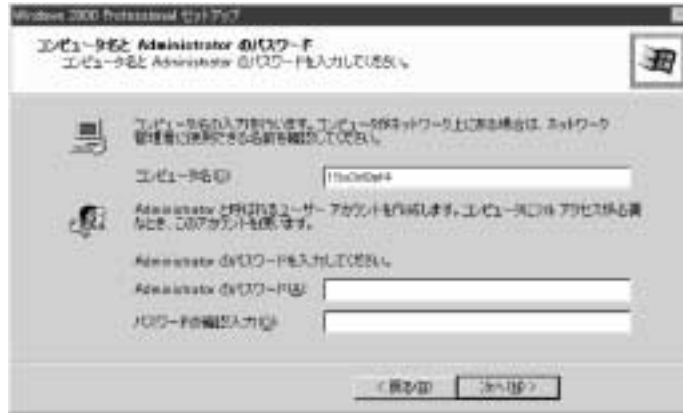 Windows 2000 Professional セットアップ
コンピュータ名と Administrator のパスワード
コンピュータ名と Administrator のパスワードを入力してください。
コンピュータ名の入力を行います。コンピュータがネットワーク上にある場合は、ネットワーク
管理者に使用できる名前を確認してください。
コンピュータ名(C):
Administrator と呼ばれるユーザー アカウントを作成します。コンピュータにフル アクセスが必要
なとき、このアカウントを使います。
Administrator のパスワードを入力してください。
Administrator のパスワード(A):
パスワードの確認入力(O):
< 戻る(B)
次へ(N) >